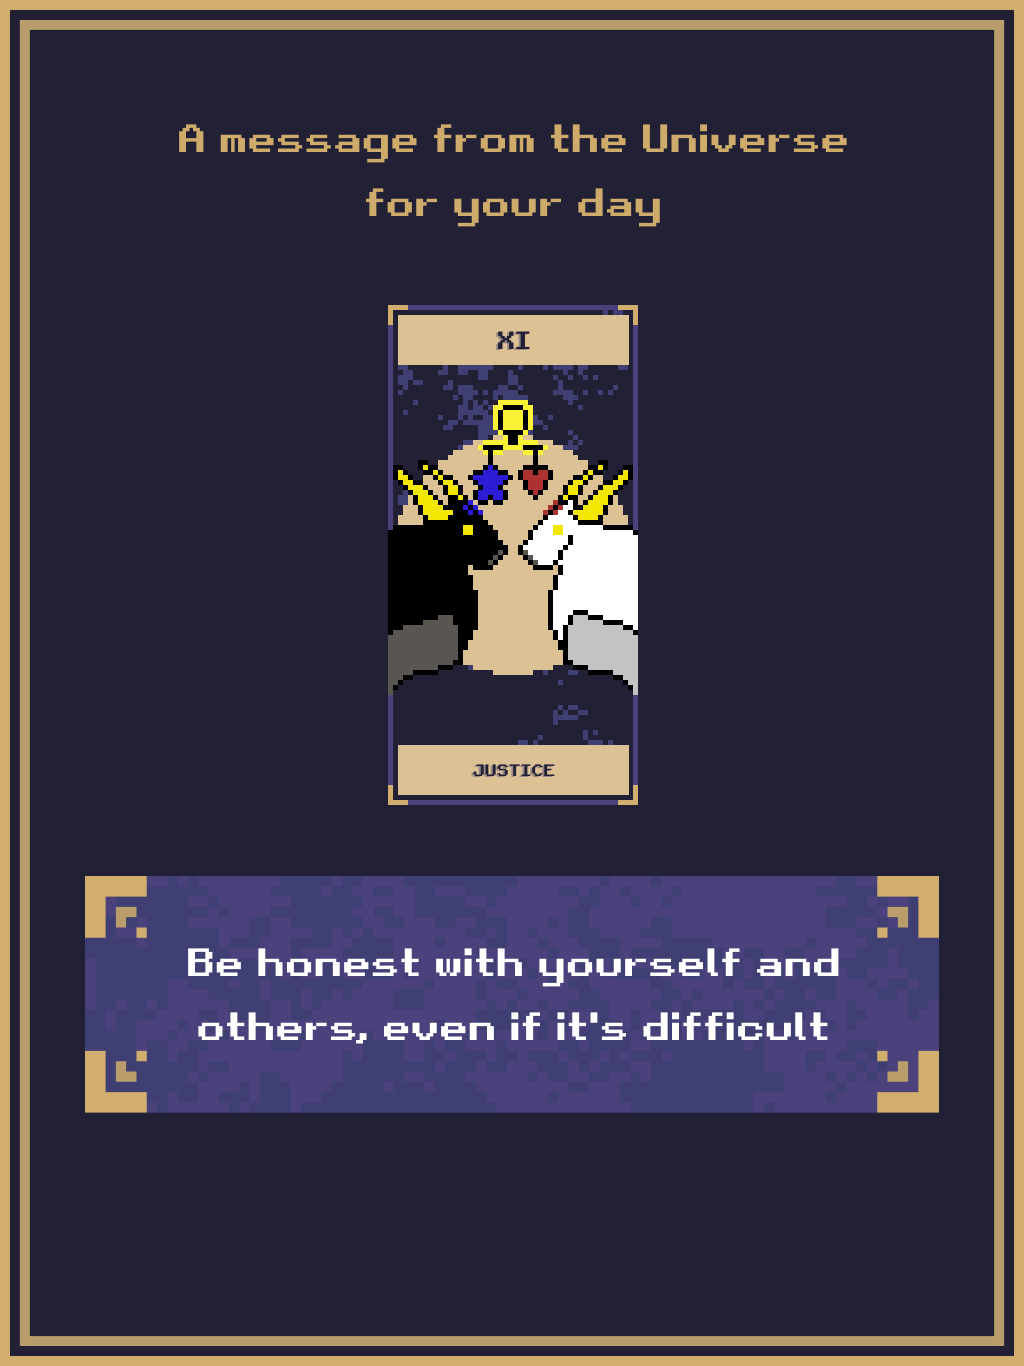 A message from the Universe
for your day
XI
JUSTICE
Be honest with yourself and
others, even if it's difficult